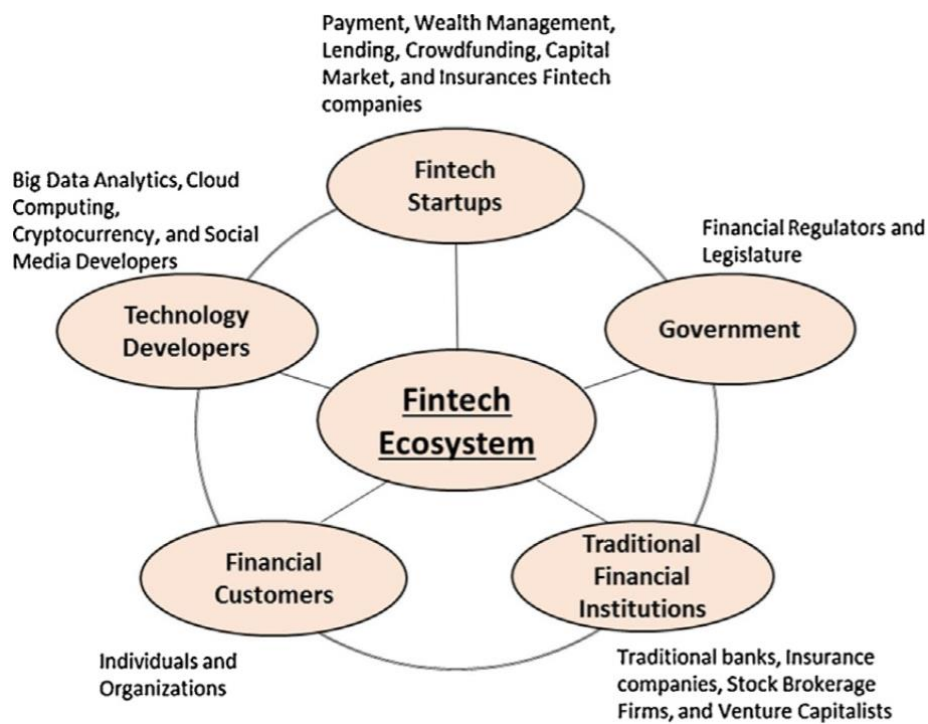 Payment, Wealth Management,
Lending, Crowdfunding, Capital
Market, and Insurances Fintech
companies
Fintech
Startups
Big Data Analytics, Cloud
Computing,
Cryptocurrency, and Social
Media Developers
Technology
Developers
Financial Regulators and
Legislature
Government
Fintech
Ecosystem
Financial
Customers
Individuals and
Organizations
Traditional
Financial
Institutions
Traditional banks, Insurance
companies, Stock Brokerage
Firms, and Venture Capitalists